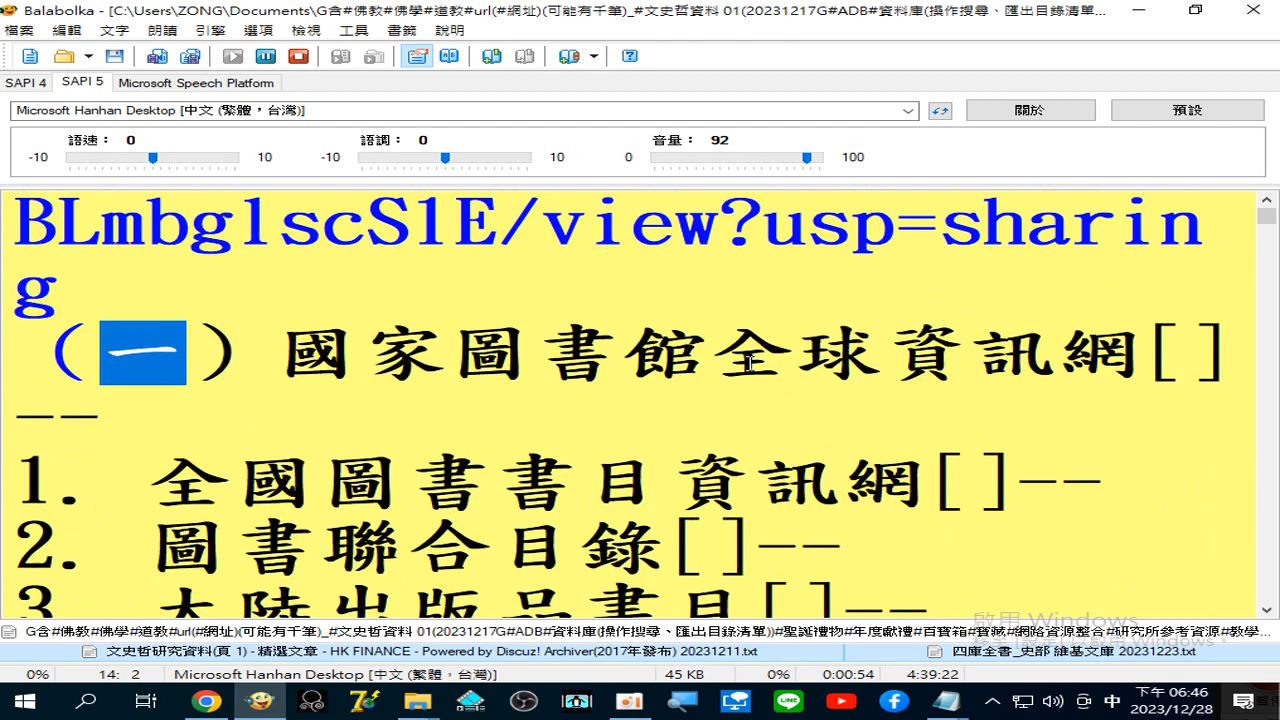 Balabolka - [C:\Users\ZONG\Documents\G含#佛教#佛學#道教#url(#網址)(可能有千筆)_#文史哲資料 01(20231217G#ADB#資料庫(操作搜尋、匯出目錄清單...
檔案 編輯 文字 朗讀 引擎 選項 檢視 工具 書籤 說明
SAPI 4 SAPI 5 Microsoft Speech Platform
Microsoft Hanhan Desktop [中文 (繁體，台灣)] 關於 預設
語速： 0 語調： 0 音量： 92
-10 10 -10 10 0 100
BLmbglscS1E/view?usp=sharin
g
（一）國家圖書館全球資訊網[]
--
1. 全國圖書書目資訊網[]--
2. 圖書聯合目錄[]--
3. 大陸出版品書目[]--
啟用 Windows
G含#佛教#佛學#道教#url(#網址)(可能有千筆)_#文史哲資料 01(20231217G#ADB#資料庫(操作搜尋、匯出目錄清單))#聖誕禮物#年度獻禮#百寶箱#寶城#網路資源整合#研究所參考資源#教學...
文史哲研究資料(頁 1) - 精選文章 - HK FINANCE - Powered by Discuz! Archiver(2017年發布) 20231211.txt 四庫全書_史部 維基文庫 20231223.txt
0% 14: 2 Microsoft Hanhan Desktop [中文 (繁體，台灣)] 45 KB 0% 0:00:54 4:39:22
中 下午 06:46
2023/12/28